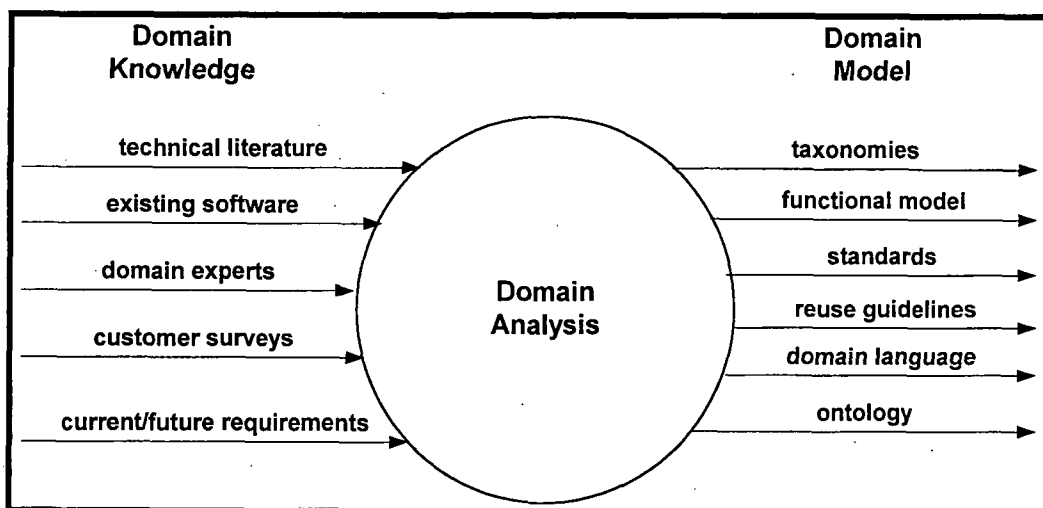 Domain
Knowledge
technical literature
existing software
domain experts
customer surveys
current/future requirements
Domain
Analysis
Domain
Model
taxonomies
functional model
standards
reuse guidelines
domain language
ontology